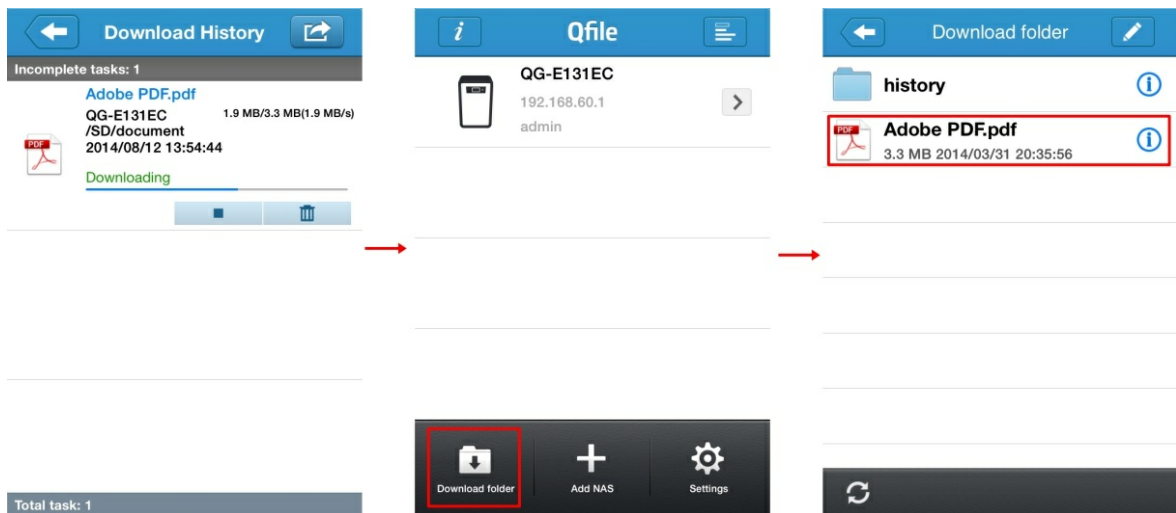 Download History
Incomplete tasks: 1
Adobe PDF.pdf
QG-E131EC 1.9 MB/3.3 MB(1.9 MB/s)
/SD/document
2014/08/12 13:54:44
PDF
Downloading
Total task: 1
i
Qfile
QG-E131EC
192.168.60.1
admin
Download folder
Add NAS
Settings
Download folder
history
i
PDF
Adobe PDF.pdf
3.3 MB 2014/03/31 20:35:56
i